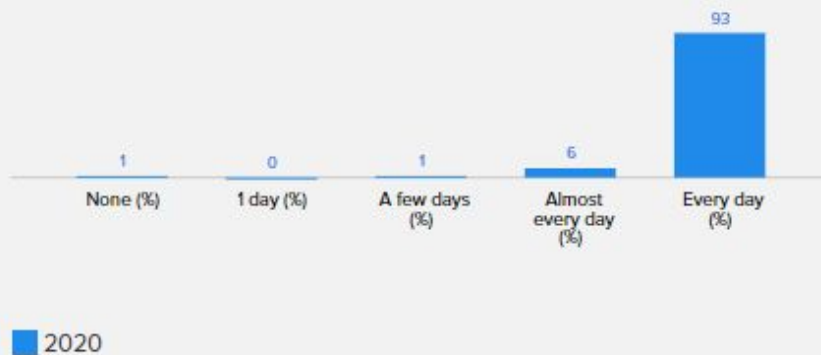 93
1
0
1
6
None (%)
1 day (%)
A few days
(%)
Almost
every day
(%)
Every day
(%)
2020